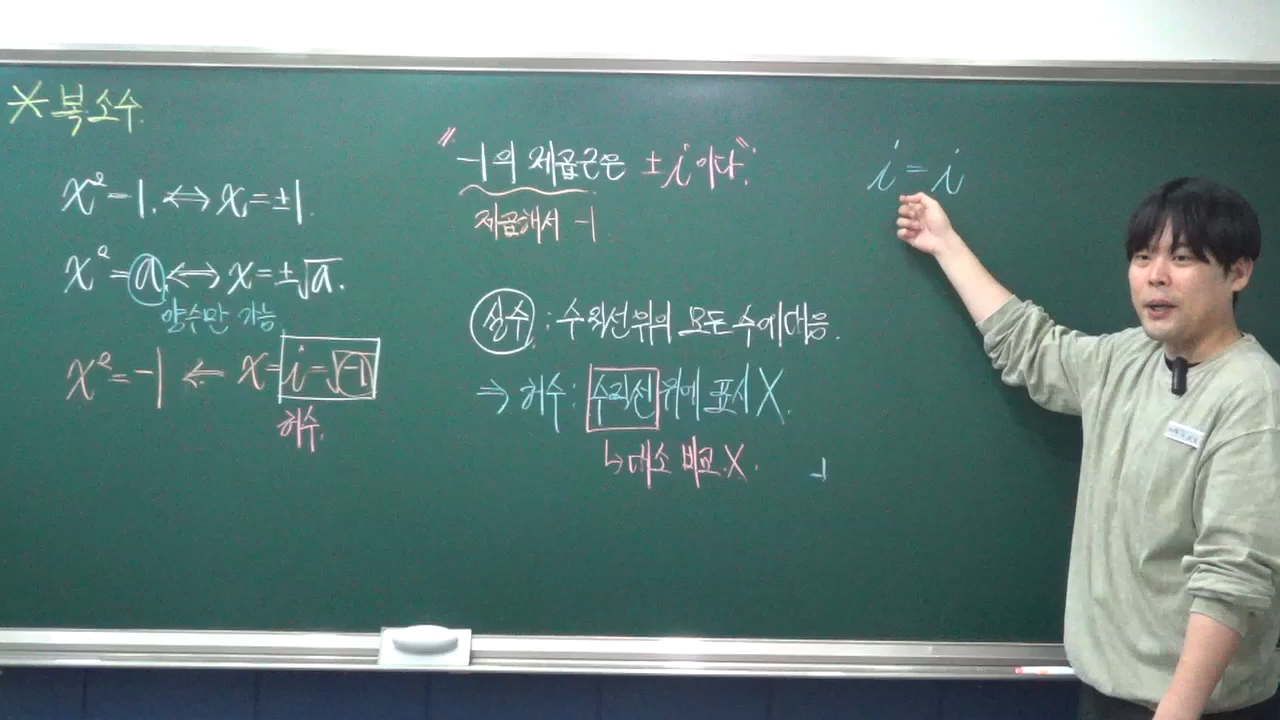 * 복소수.
x²=1. ⟺ x=±1.
x²=a ⟺ x=±√a.
양수만 가능
x²=-1 ⟸ x=i=√-1
허수.
"-1의 제곱근은 ±i이다".
제곱해서 -1
실수 : 수직선 위의 모든 수에 대응.
⇒ 허수 : 수직선 위에 표시 X.
↳ 대소 비교 X.
i = i